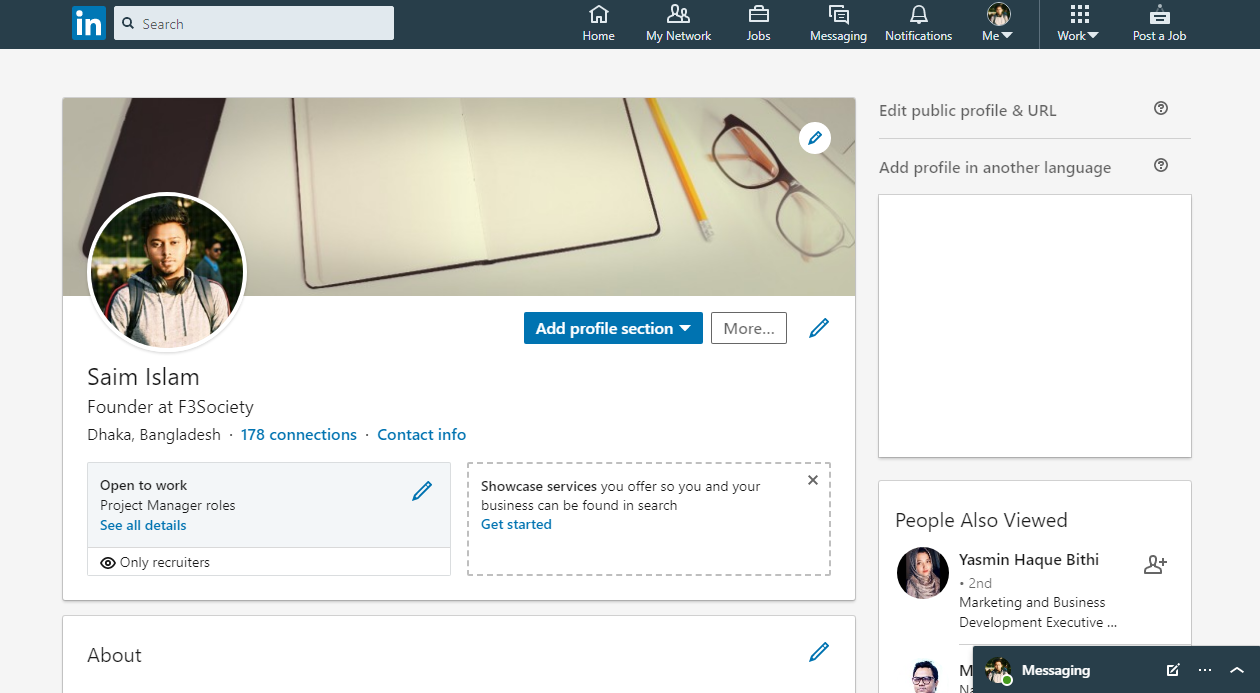 in
Search
Home
My Network
Jobs
Messaging
Notifications
Me
Work
Post a Job
Edit public profile & URL
Add profile in another language
Add profile section
More...
Saim Islam
Founder at F3Society
Dhaka, Bangladesh · 178 connections · Contact info
Open to work
Project Manager roles
See all details
Only recruiters
Showcase services you offer so you and your
business can be found in search
Get started
People Also Viewed
Yasmin Haque Bithi
• 2nd
Marketing and Business
Development Executive ...
About
Messaging